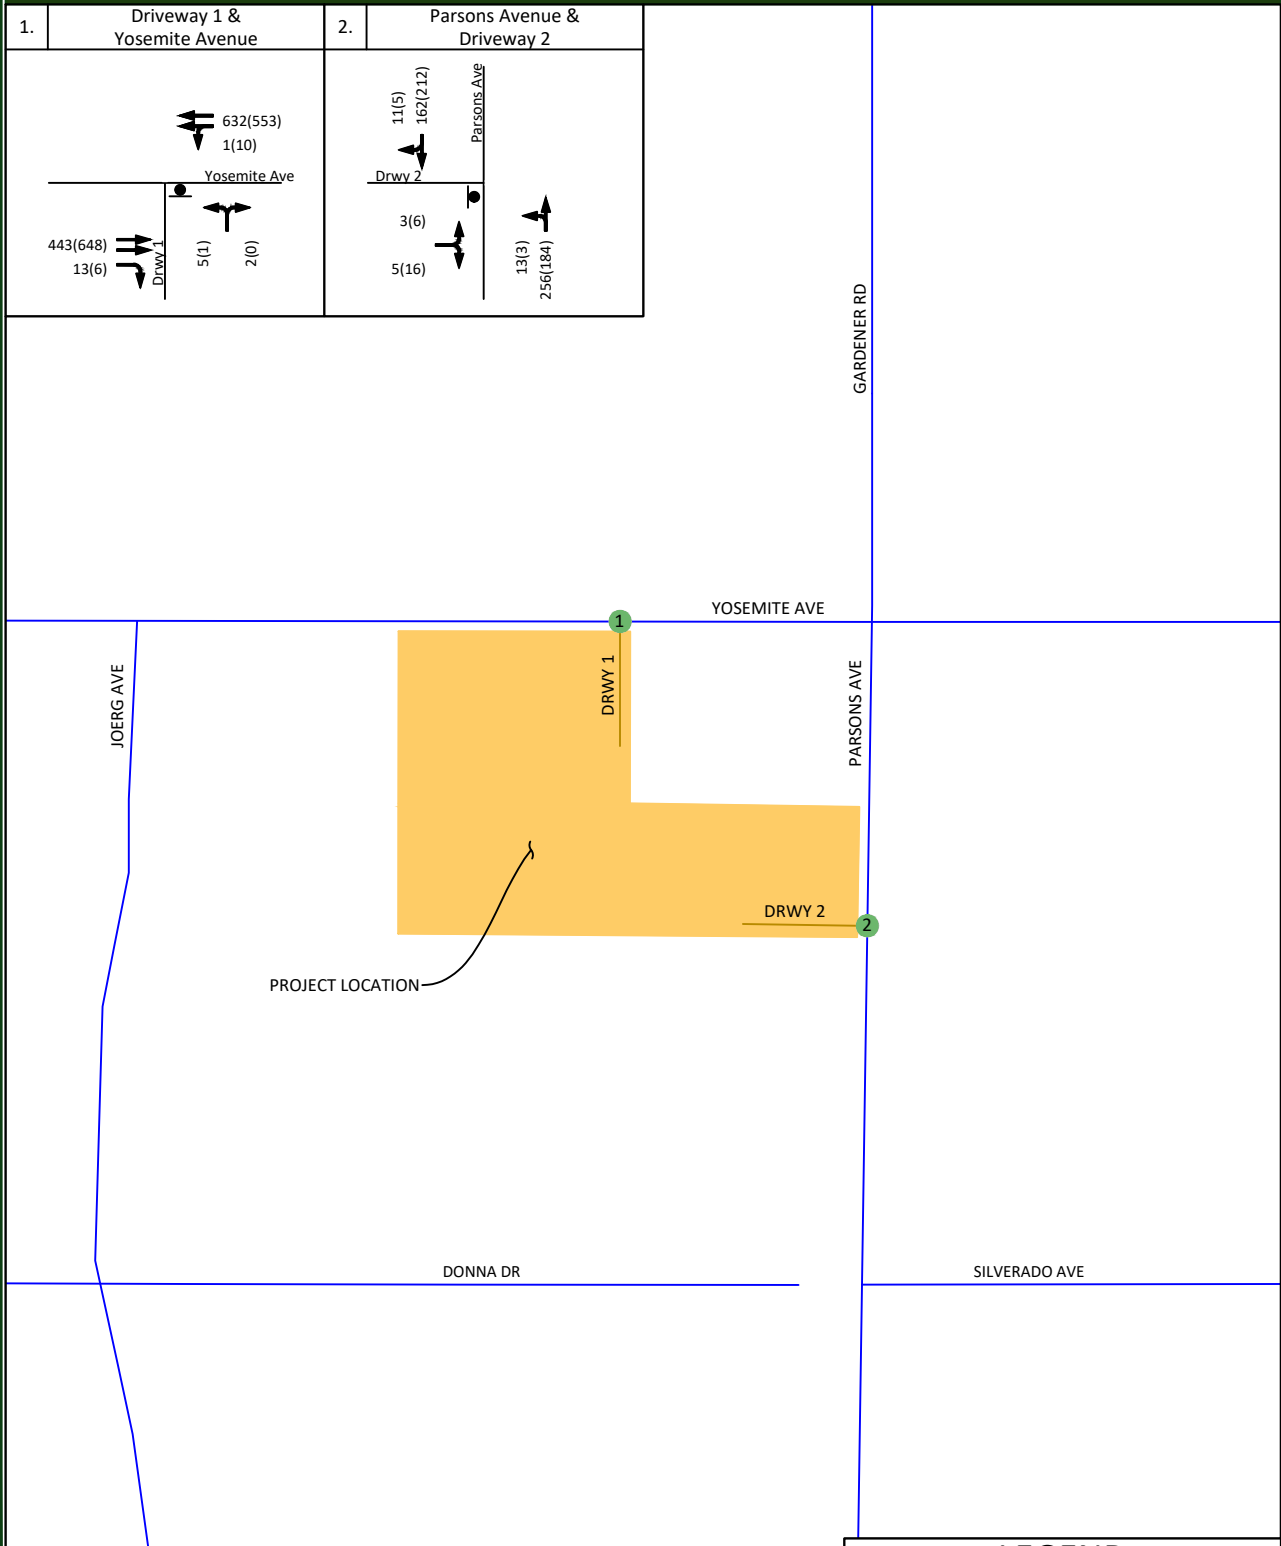 1.
Driveway 1 &
Yosemite Avenue
2.
Parsons Avenue &
Driveway 2
632(553)
1(10)
Yosemite Ave
443(648)
13(6)
Drwy 1
5(1)
2(0)
11(5)
162(212)
Parsons Ave
Drwy 2
3(6)
5(16)
13(3)
256(184)
GARDENER RD
YOSEMITE AVE
1
JOERG AVE
DRWY 1
PARSONS AVE
DRWY 2
2
PROJECT LOCATION
DONNA DR
SILVERADO AVE
LEGEND